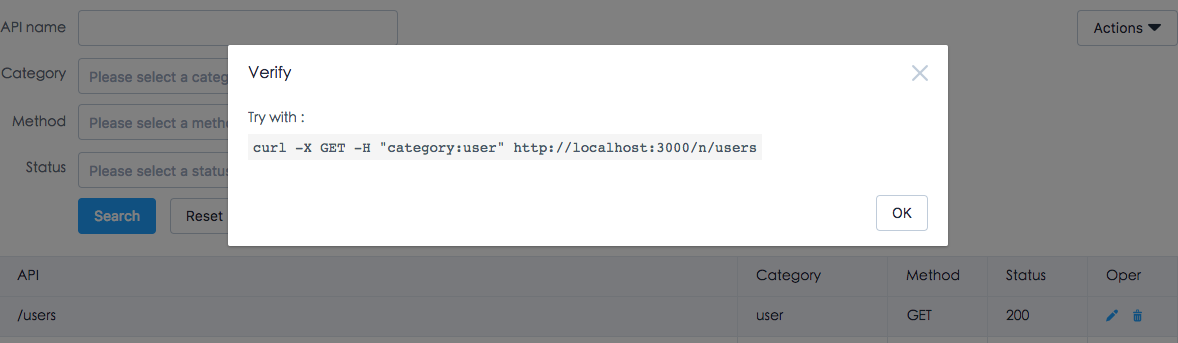 API name
Actions
Verify
Category
Please select a categ
Try with :
Method
Please select a metho
curl -X GET -H "category:user" http://localhost:3000/n/users
Status
Please select a status
Search
Reset
OK
API Category Method Status Oper
/users user GET 200